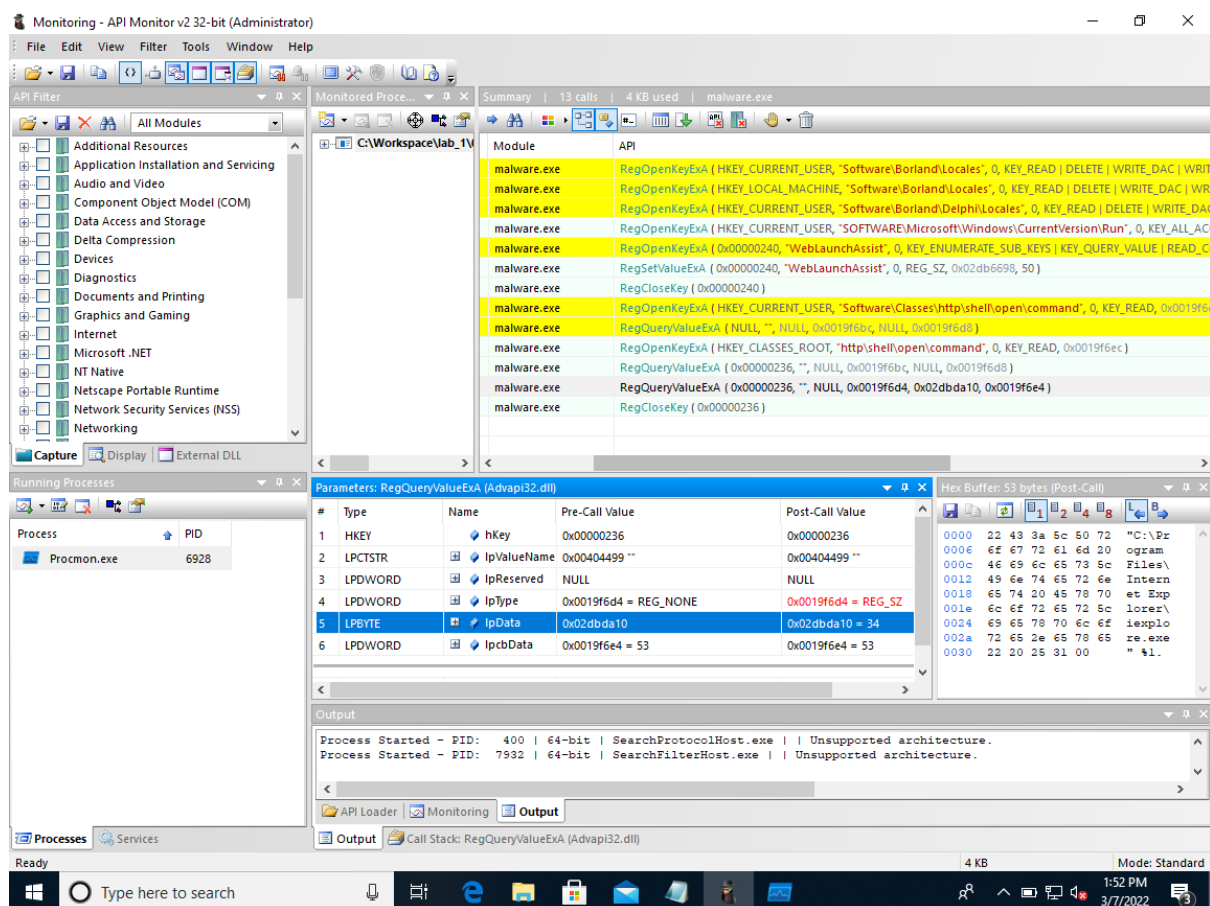 Monitoring - API Monitor v2 32-bit (Administrator)
File Edit View Filter Tools Window Help
API Filter
All Modules
Additional Resources
Application Installation and Servicing
Audio and Video
Component Object Model (COM)
Data Access and Storage
Delta Compression
Devices
Diagnostics
Documents and Printing
Graphics and Gaming
Internet
Microsoft .NET
NT Native
Netscape Portable Runtime
Network Security Services (NSS)
Networking
Capture Display External DLL
Monitored Proce...
C:\Workspace\lab_1\
Summary | 13 calls | 4 KB used | malware.exe
Module API
malware.exe RegOpenKeyExA ( HKEY_CURRENT_USER, "Software\Borland\Locales", 0, KEY_READ | DELETE | WRITE_DAC | WRIT
malware.exe RegOpenKeyExA ( HKEY_LOCAL_MACHINE, "Software\Borland\Locales", 0, KEY_READ | DELETE | WRITE_DAC | WR
malware.exe RegOpenKeyExA ( HKEY_CURRENT_USER, "Software\Borland\Delphi\Locales", 0, KEY_READ | DELETE | WRITE_DA
malware.exe RegOpenKeyExA ( HKEY_CURRENT_USER, "SOFTWARE\Microsoft\Windows\CurrentVersion\Run", 0, KEY_ALL_AC
malware.exe RegOpenKeyExA ( 0x00000240, "WebLaunchAssist", 0, KEY_ENUMERATE_SUB_KEYS | KEY_QUERY_VALUE | READ_C
malware.exe RegSetValueExA ( 0x00000240, "WebLaunchAssist", 0, REG_SZ, 0x02db6698, 50 )
malware.exe RegCloseKey ( 0x00000240 )
malware.exe RegOpenKeyExA ( HKEY_CURRENT_USER, "Software\Classes\http\shell\open\command", 0, KEY_READ, 0x0019f6
malware.exe RegQueryValueExA ( NULL, "", NULL, 0x0019f6bc, NULL, 0x0019f6d8 )
malware.exe RegOpenKeyExA ( HKEY_CLASSES_ROOT, "http\shell\open\command", 0, KEY_READ, 0x0019f6ec )
malware.exe RegQueryValueExA ( 0x00000236, "", NULL, 0x0019f6bc, NULL, 0x0019f6d8 )
malware.exe RegQueryValueExA ( 0x00000236, "", NULL, 0x0019f6d4, 0x02dbda10, 0x0019f6e4 )
malware.exe RegCloseKey ( 0x00000236 )
Running Processes
Process PID
Procmon.exe 6928
Processes Services
Parameters: RegQueryValueExA (Advapi32.dll)
# Type Name Pre-Call Value Post-Call Value
1 HKEY hKey 0x00000236 0x00000236
2 LPCTSTR lpValueName 0x00404499 "" 0x00404499 ""
3 LPDWORD lpReserved NULL NULL
4 LPDWORD lpType 0x0019f6d4 = REG_NONE 0x0019f6d4 = REG_SZ
5 LPBYTE lpData 0x02dbda10 0x02dbda10 = 34
6 LPDWORD lpcbData 0x0019f6e4 = 53 0x0019f6e4 = 53
Hex Buffer: 53 bytes (Post-Call)
1 2 4 8 L B
0000 22 43 3a 5c 50 72 "C:\Pr
0006 6f 67 72 61 6d 20 ogram
000c 46 69 6c 65 73 5c Files\
0012 49 6e 74 65 72 6e Intern
0018 65 74 20 45 78 70 et Exp
001e 6c 6f 72 65 72 5c lorer\
0024 69 65 78 70 6c 6f iexplo
002a 72 65 2e 65 78 65 re.exe
0030 22 20 25 31 00 " %1.
Output
Process Started - PID: 400 | 64-bit | SearchProtocolHost.exe | | Unsupported architecture.
Process Started - PID: 7932 | 64-bit | SearchFilterHost.exe | | Unsupported architecture.
API Loader Monitoring Output
Output Call Stack: RegQueryValueExA (Advapi32.dll)
Ready 4 KB Mode: Standard
Type here to search
1:52 PM
3/7/2022
3